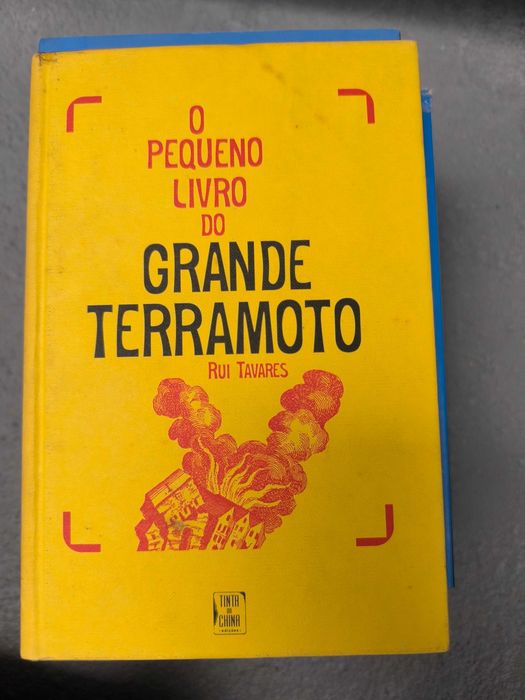 O
PEQUENO
LIVRO
DO
GRANDE
TERRAMOTO
RUI TAVARES
TINTA
DA
CHINA